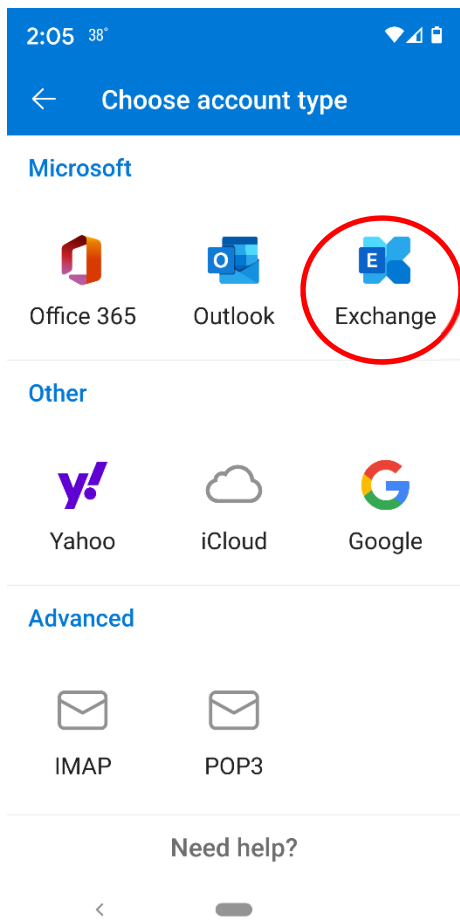 2:05 38°
Choose account type
Microsoft
Office 365 Outlook Exchange
Other
Yahoo iCloud Google
Advanced
IMAP POP3
Need help?